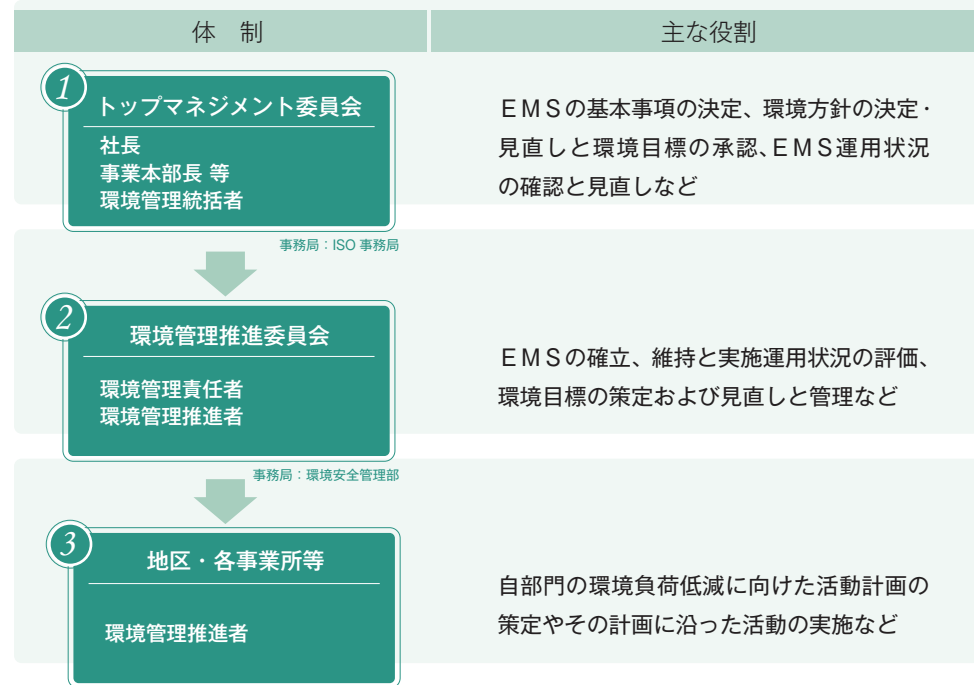 体　制
主な役割
1
トップマネジメント委員会
社長
事業本部長 等
環境管理統括者
EMSの基本事項の決定、環境方針の決定・
見直しと環境目標の承認、EMS運用状況
の確認と見直しなど
事務局：ISO 事務局
2
環境管理推進委員会
環境管理責任者
環境管理推進者
EMSの確立、維持と実施運用状況の評価、
環境目標の策定および見直しと管理など
事務局：環境安全管理部
3
地区・各事業所等
環境管理推進者
自部門の環境負荷低減に向けた活動計画の
策定やその計画に沿った活動の実施など